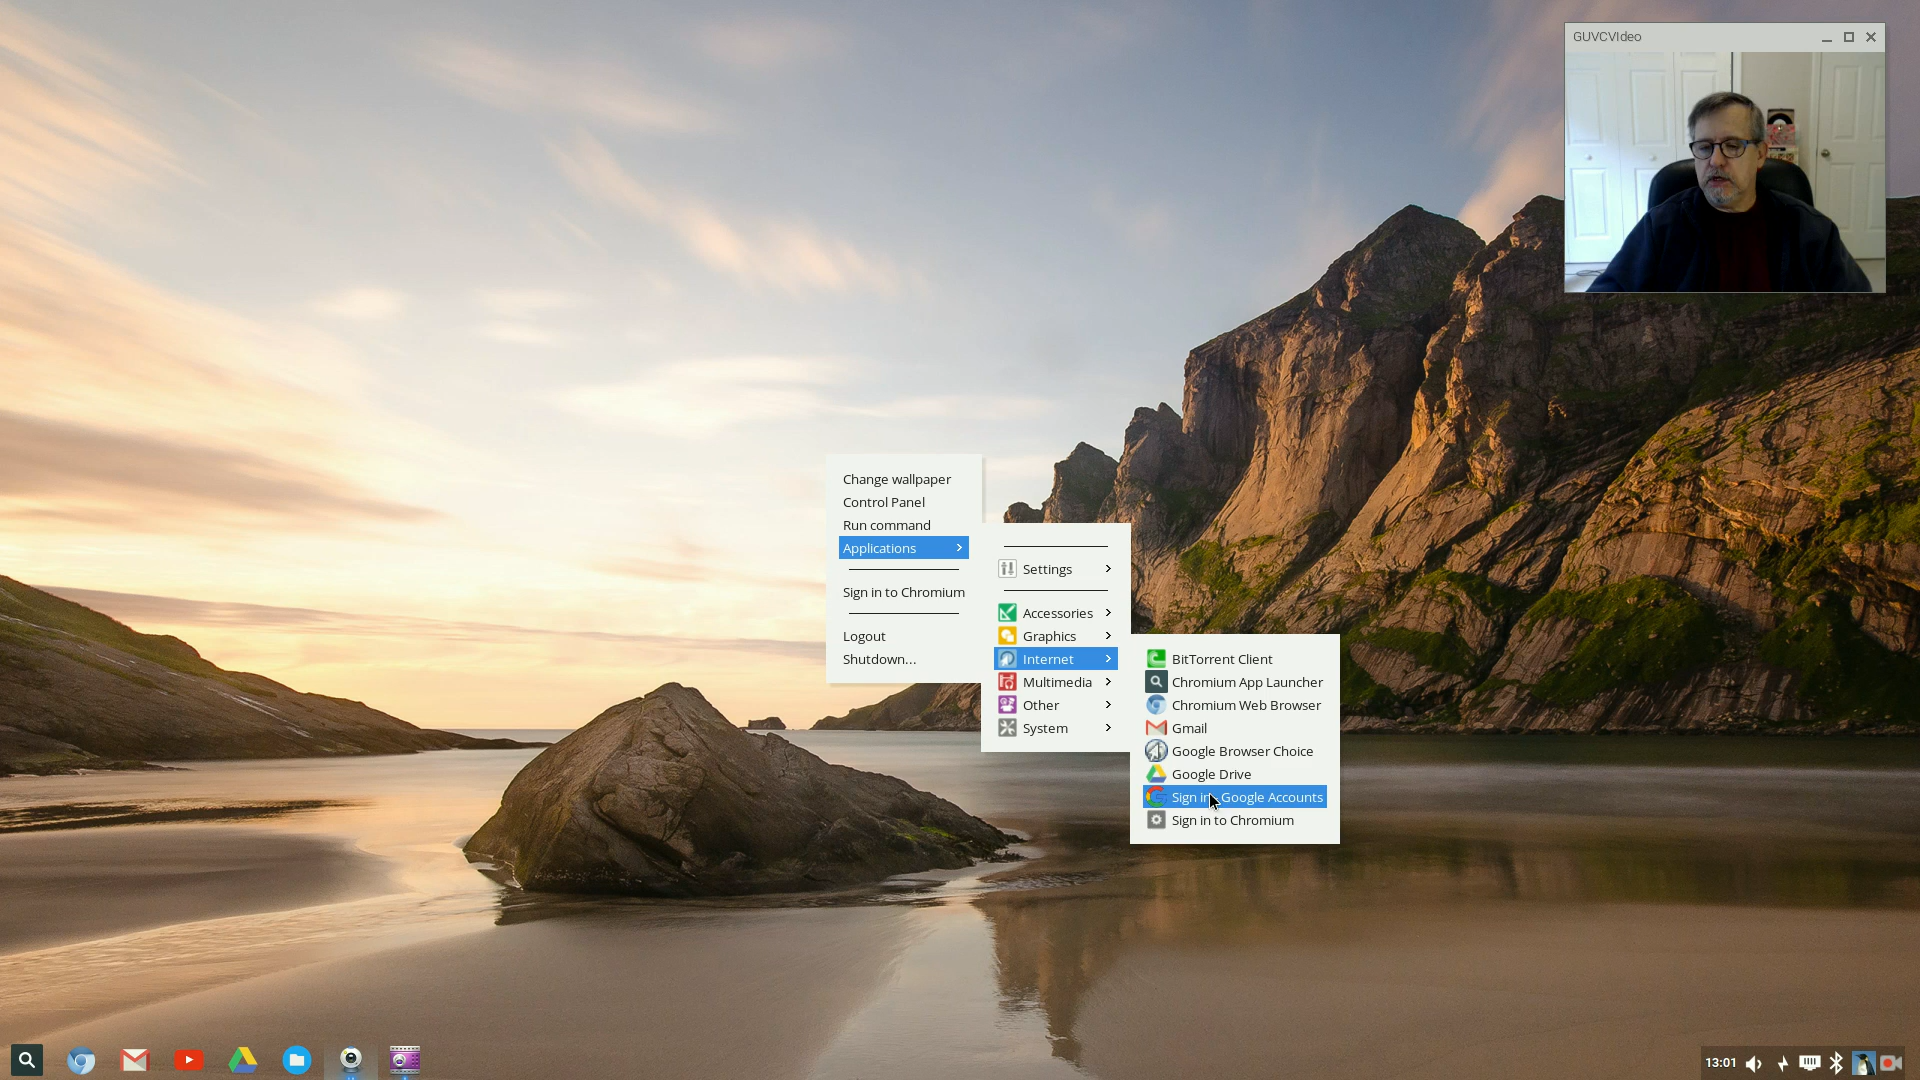 GUVCVIdeo
Change wallpaper
Control Panel
Run command
Applications
Sign in to Chromium
Logout
Shutdown...
Settings
Accessories
Graphics
Internet
Multimedia
Other
System
BitTorrent Client
Chromium App Launcher
Chromium Web Browser
Gmail
Google Browser Choice
Google Drive
Sign in Google Accounts
Sign in to Chromium
13:01